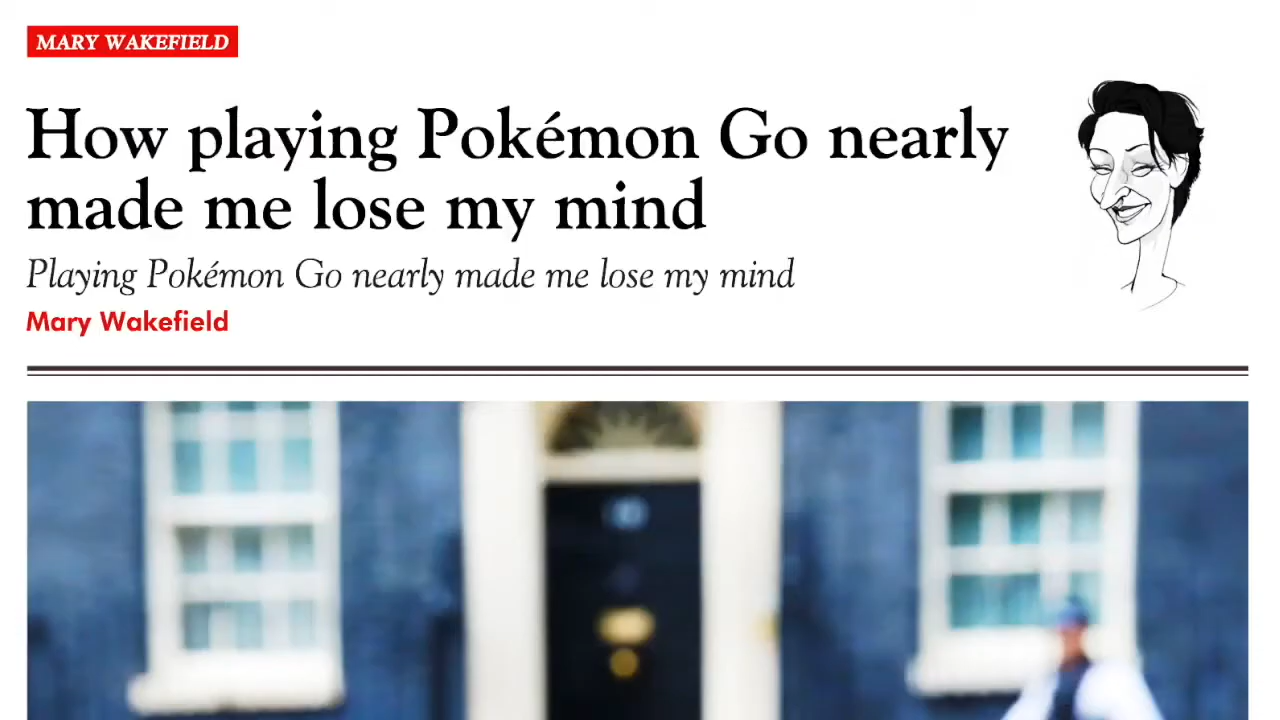 MARY WAKEFIELD
How playing Pokémon Go nearly
made me lose my mind
Playing Pokémon Go nearly made me lose my mind
Mary Wakefield